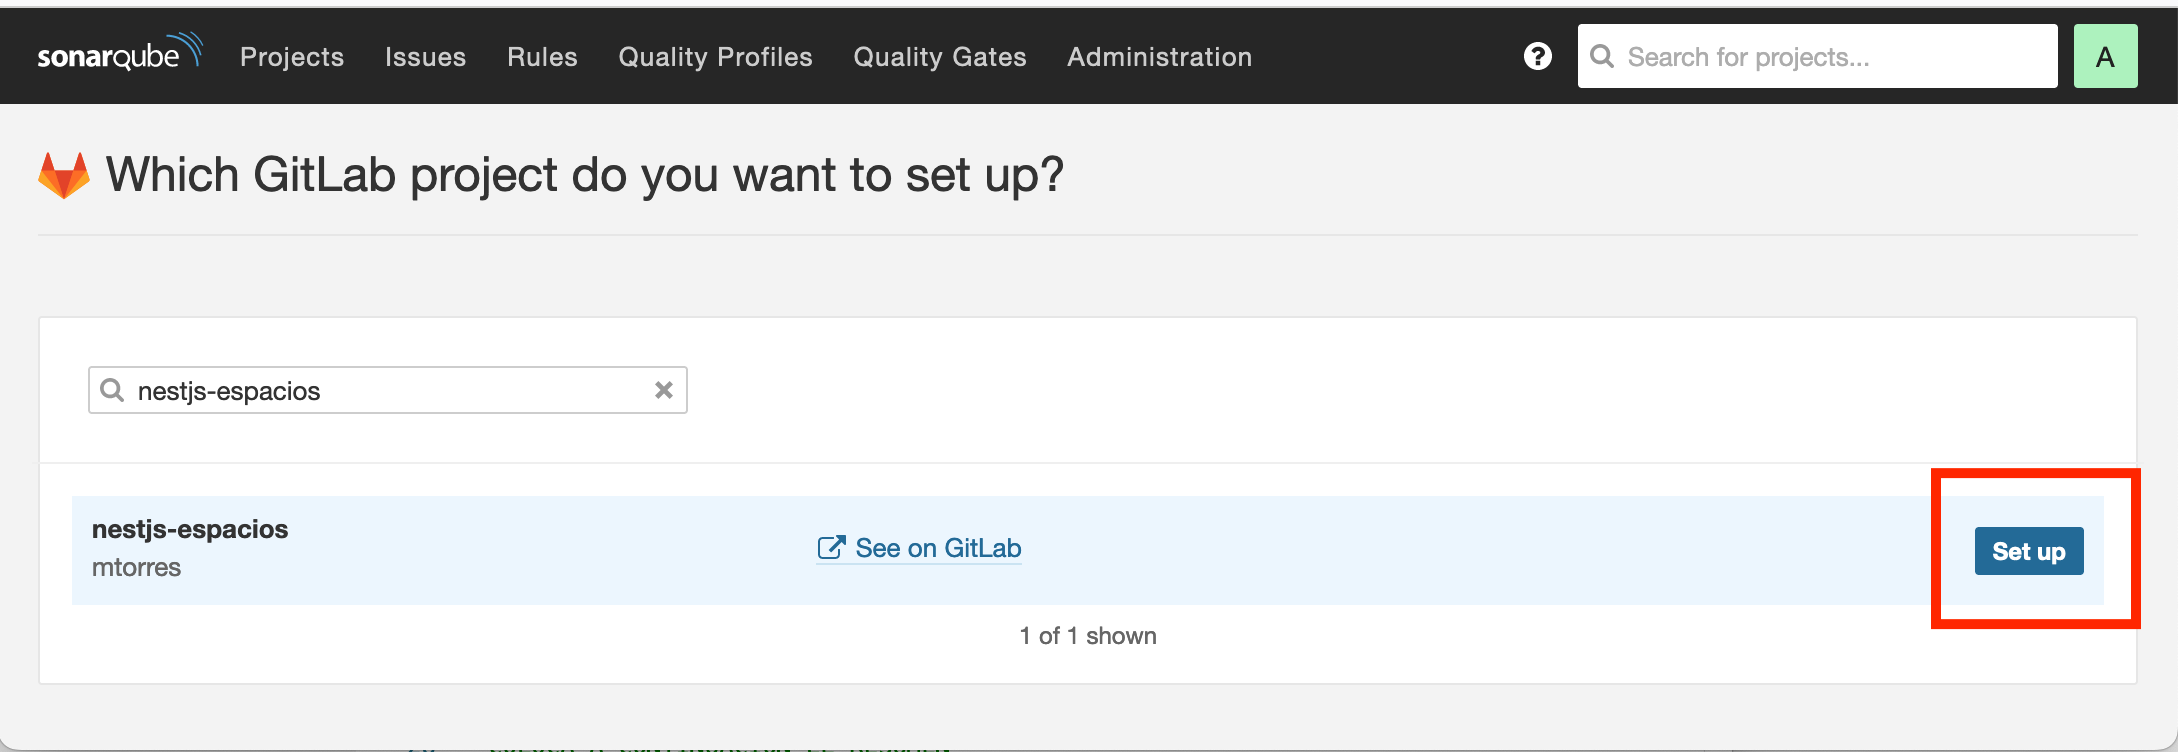 sonarqube Projects Issues Rules Quality Profiles Quality Gates Administration ? Search for projects... A
Which GitLab project do you want to set up?
nestjs-espacios
nestjs-espacios
mtorres
See on GitLab
Set up
1 of 1 shown